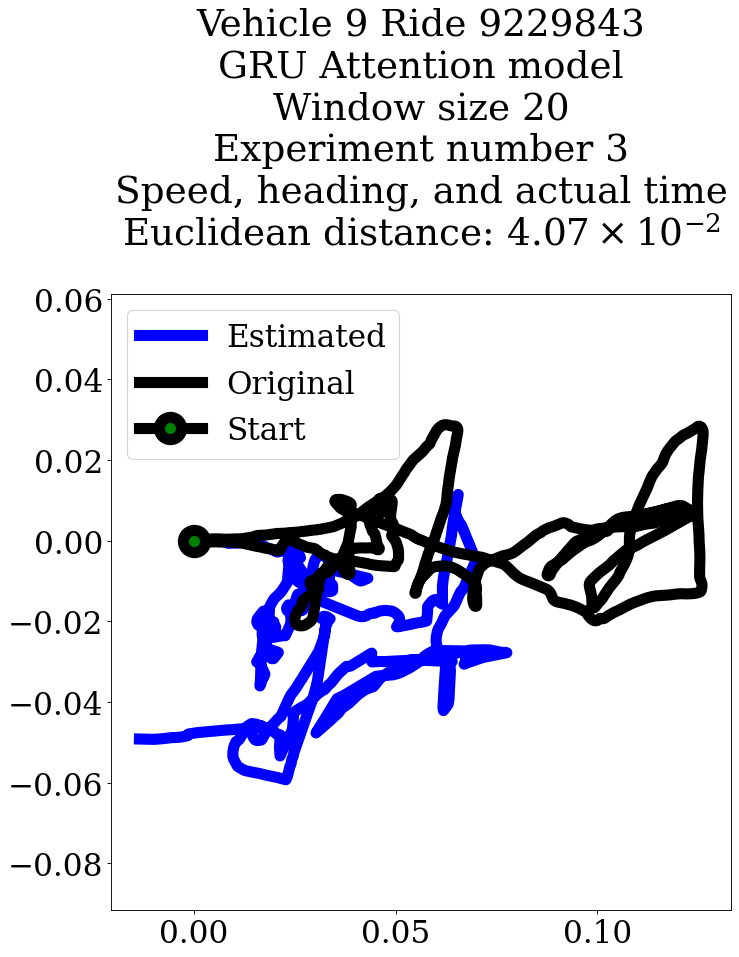 Vehicle 9 Ride 9229843
GRU Attention model
Window size 20
Experiment number 3
Speed, heading, and actual time
Euclidean distance: 4.07 × 10⁻²
0.06
0.04
0.02
0.00
−0.02
−0.04
−0.06
−0.08
Estimated
Original
Start
0.00 0.05 0.10